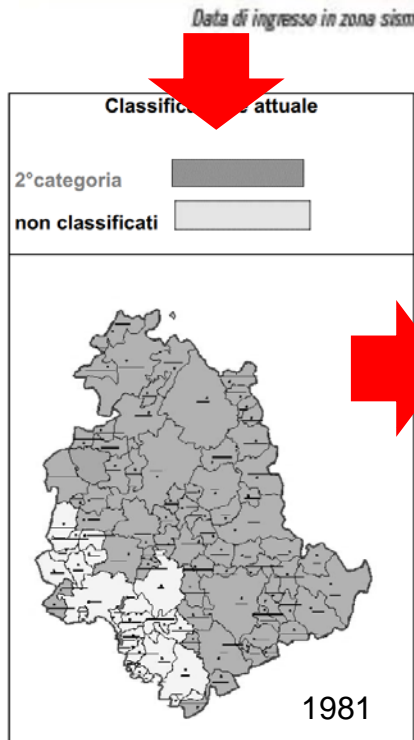 Data di ingresso in zona sism
Classific e attuale
2°categoria
non classificati
1981